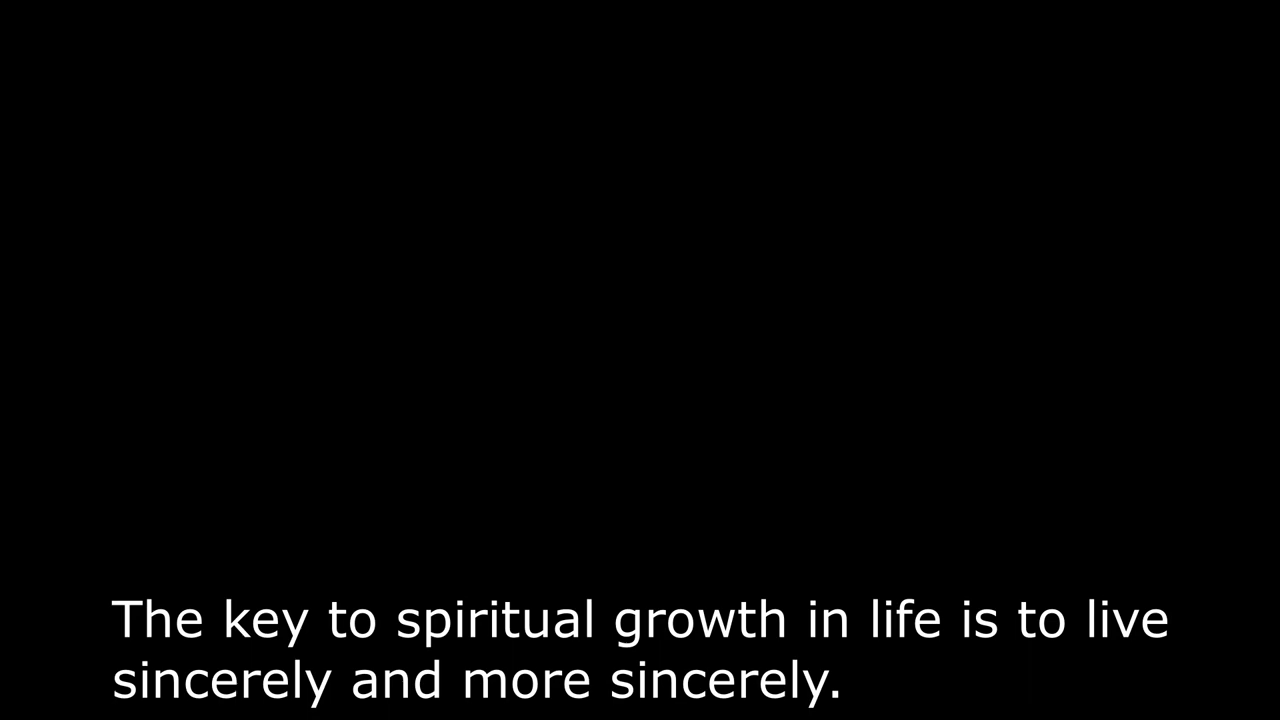 The key to spiritual growth in life is to live
sincerely and more sincerely.